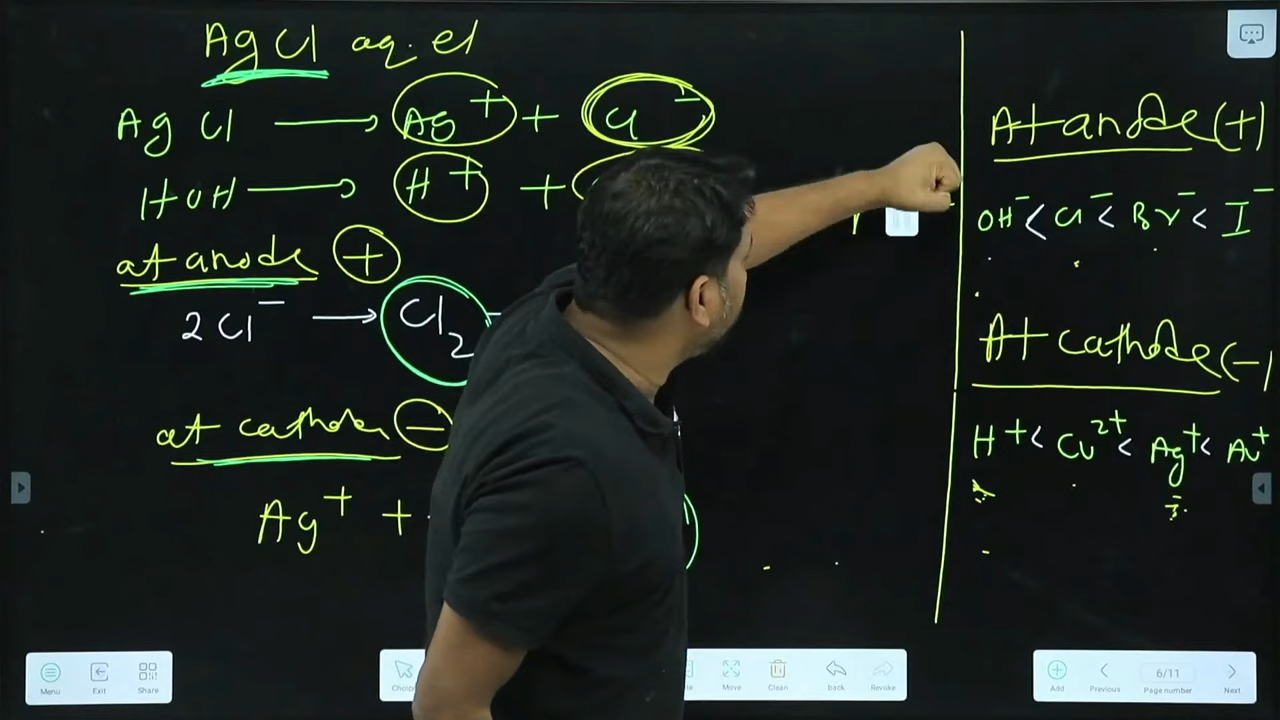 AgCl aq. el
AgCl → Ag⁺ + Cl⁻
HOH → H⁺ +
at anode +
2Cl⁻ → Cl₂
at cathode −
Ag⁺ +
At anode (+)
OH⁻ < Cl⁻ < Br⁻ < I⁻
At cathode (−)
H⁺ < Cu²⁺ < Ag⁺ < Au⁺
Menu Exit Share
Move Clean back Revoke
Add Previous 6/11 Next
Page number